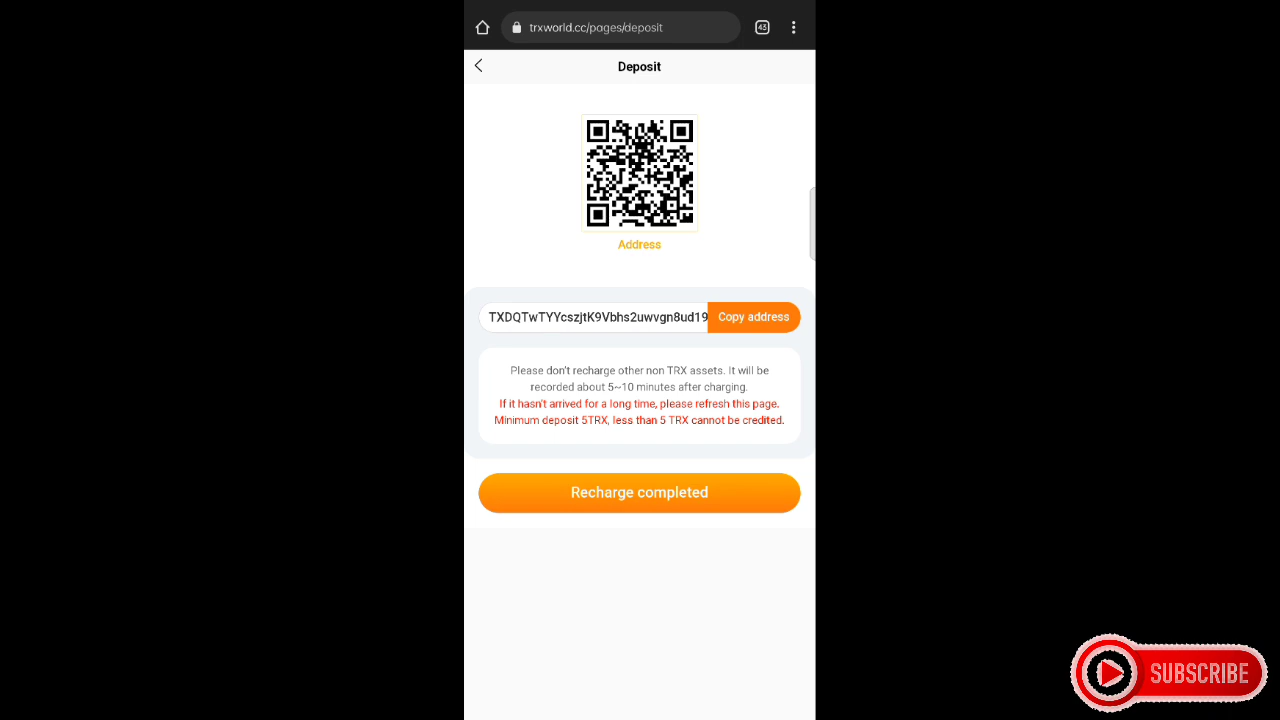 trxworld.cc/pages/deposit
43
Deposit
Address
TXDQTwTYYcszjtK9Vbhs2uwvgn8ud19
Copy address
Please don't recharge other non TRX assets. It will be
recorded about 5~10 minutes after charging.
If it hasn't arrived for a long time, please refresh this page.
Minimum deposit 5TRX, less than 5 TRX cannot be credited.
Recharge completed
SUBSCRIBE